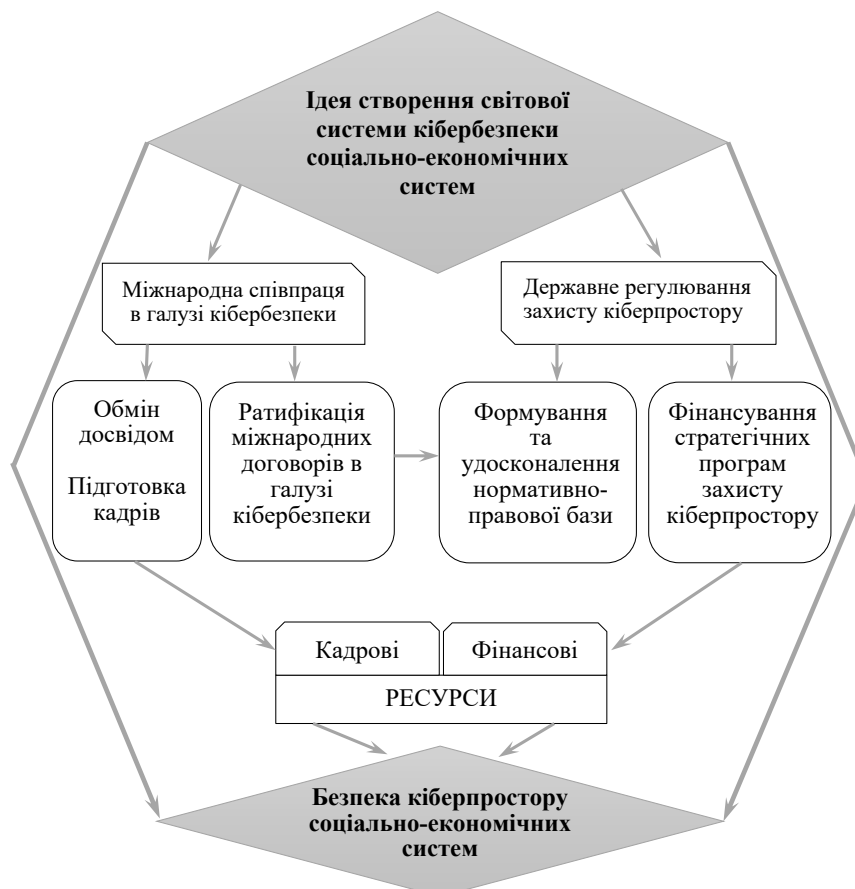 Ідея створення світової
системи кібербезпеки
соціально-економічних
систем
Міжнародна співпраця
в галузі кібербезпеки
Державне регулювання
захисту кіберпростору
Обмін
досвідом
Підготовка
кадрів
Ратифікація
міжнародних
договорів в
галузі
кібербезпеки
Формування
та
удосконалення
нормативно-
правової бази
Фінансування
стратегічних
програм
захисту
кіберпростору
Кадрові
Фінансові
РЕСУРСИ
Безпека кіберпростору
соціально-економічних
систем